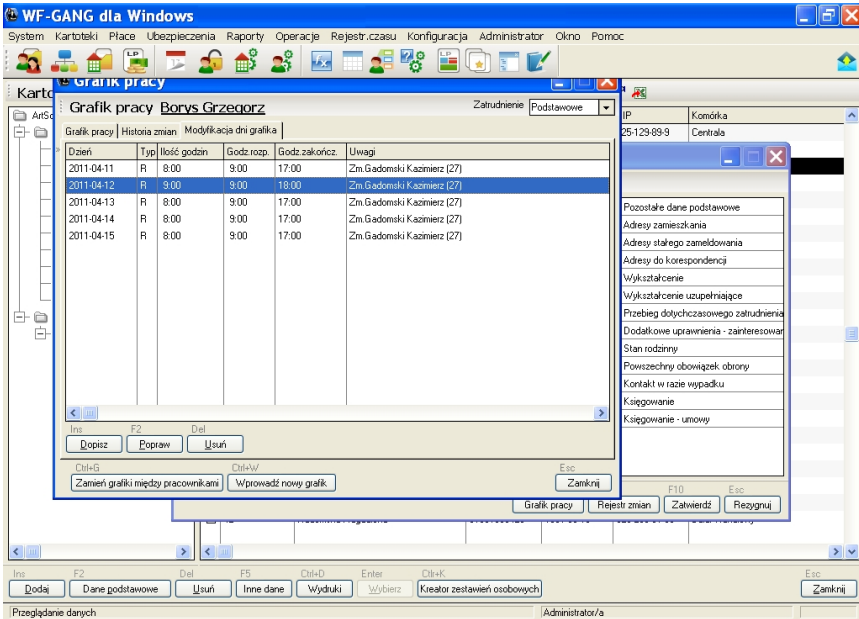 WF-GANG dla Windows
System Kartoteki Płace Ubezpieczenia Raporty Operacje Rejestr.czasu Konfiguracja Administrator Okno Pomoc
Grafik pracy
Grafik pracy Borys Grzegorz
Zatrudnienie Podstawowe
Grafik pracy Historia zmian Modyfikacja dni grafika
Dzień Typ Ilość godzin Godz.rozp. Godz.zakończ. Uwagi
2011-04-11 R 8:00 9:00 17:00 Zm.Gadomski Kazimierz (27)
2011-04-12 R 9:00 9:00 18:00 Zm.Gadomski Kazimierz (27)
2011-04-13 R 8:00 9:00 17:00 Zm.Gadomski Kazimierz (27)
2011-04-14 R 8:00 9:00 17:00 Zm.Gadomski Kazimierz (27)
2011-04-15 R 8:00 9:00 17:00 Zm.Gadomski Kazimierz (27)
Ins F2 Del
Dopisz Popraw Usuń
Ctrl+G Ctrl+W Esc
Zamień grafiki między pracownikami Wprowadź nowy grafik Zamknij
Komórka
25-129-89-9 Centrala
Pozostałe dane podstawowe
Adresy zamieszkania
Adresy stałego zameldowania
Adresy do korespondencji
Wykształcenie
Wykształcenie uzupełniające
Przebieg dotychczasowego zatrudnienia
Dodatkowe uprawnienia - zainteresowan
Stan rodzinny
Powszechny obowiązek obrony
Kontakt w razie wypadku
Księgowanie
Księgowanie - umowy
F10 Esc
Grafik pracy Rejestr zmian Zatwierdź Rezygnuj
Ins F2 Del F5 Ctrl+D Enter Ctlr+K Esc
Dodaj Dane podstawowe Usuń Inne dane Wydruki Wybierz Kreator zestawień osobowych Zamknij
Przeglądanie danych Administrator/a